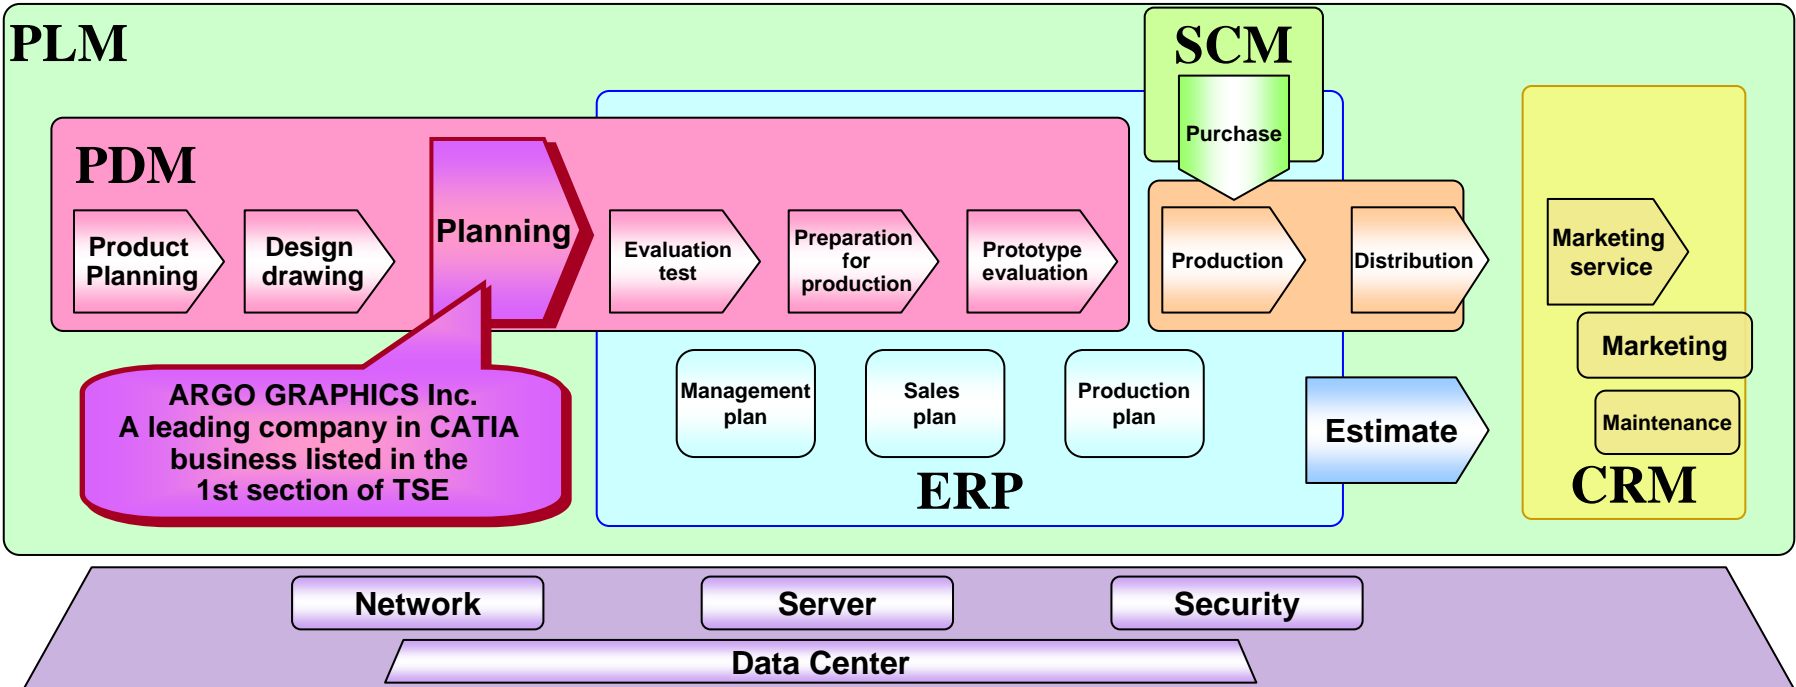 PLM
SCM
Purchase
PDM
Product
Planning
Design
drawing
Planning
Evaluation
test
Preparation
for
production
Prototype
evaluation
Production
Distribution
Marketing
service
Marketing
Maintenance
CRM
ARGO GRAPHICS Inc.
A leading company in CATIA
business listed in the
1st section of TSE
Management
plan
Sales
plan
Production
plan
Estimate
ERP
Network
Server
Security
Data Center